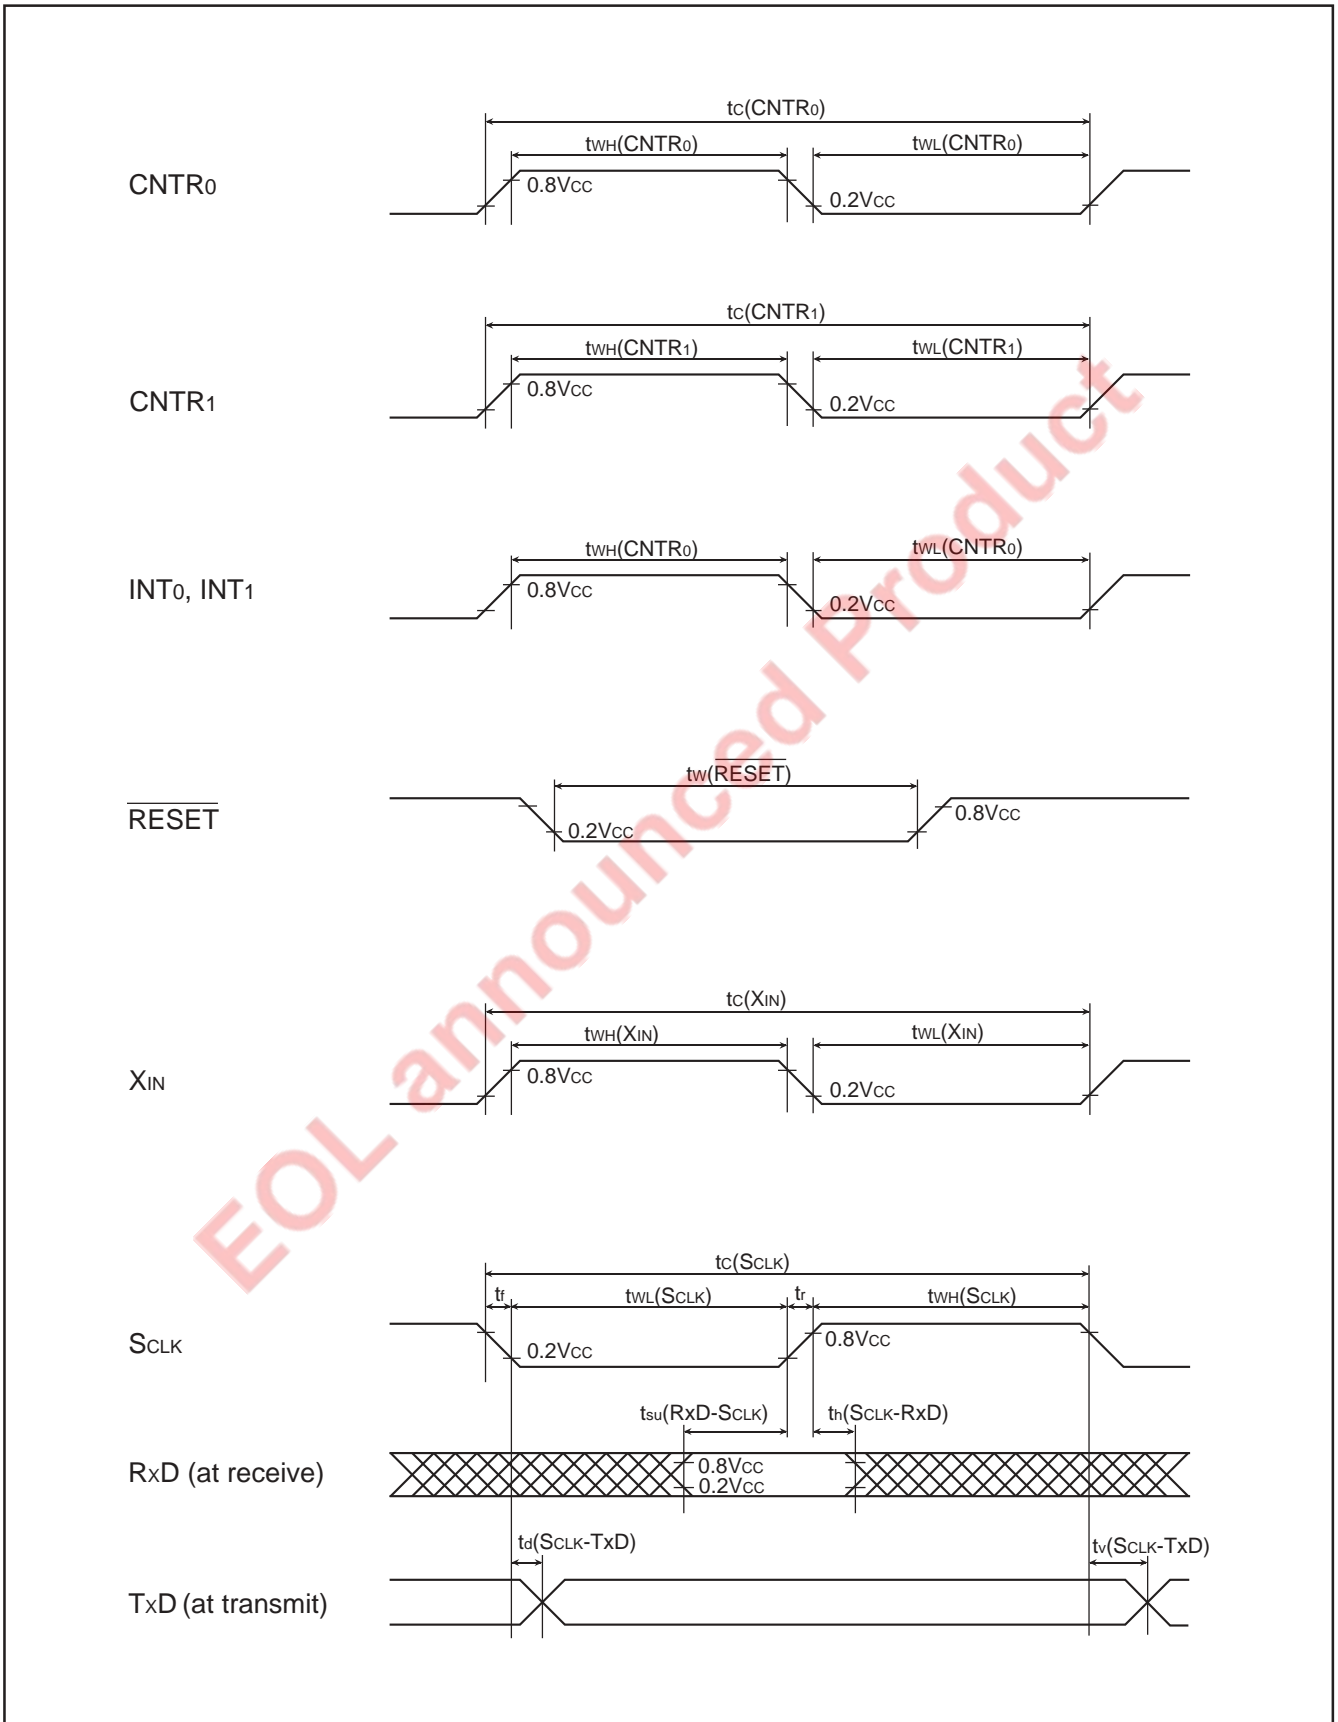 tC(CNTR0)
tWH(CNTR0) tWL(CNTR0)
CNTR0 0.8VCC 0.2VCC
tC(CNTR1)
tWH(CNTR1) tWL(CNTR1)
CNTR1 0.8VCC 0.2VCC
tWH(CNTR0) tWL(CNTR0)
INT0, INT1 0.8VCC 0.2VCC
tW(RESET)
RESET 0.2VCC 0.8VCC
tC(XIN)
tWH(XIN) tWL(XIN)
XIN 0.8VCC 0.2VCC
tC(SCLK)
tf tWL(SCLK) tr tWH(SCLK)
SCLK 0.2VCC 0.8VCC
tsu(RxD-SCLK) th(SCLK-RxD)
RXD (at receive) 0.8VCC
0.2VCC
td(SCLK-TxD) tv(SCLK-TxD)
TXD (at transmit)
EOL announced Product